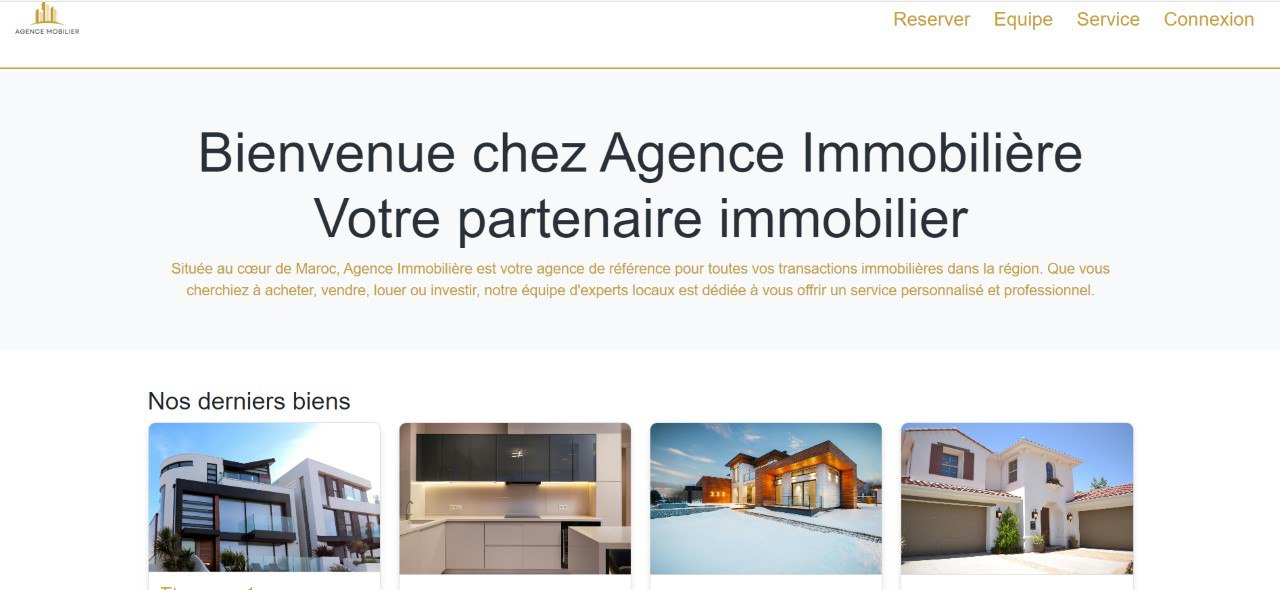 AGENCE MOBILIER
Reserver Equipe Service Connexion
Bienvenue chez Agence Immobilière
Votre partenaire immobilier
Située au cœur de Maroc, Agence Immobilière est votre agence de référence pour toutes vos transactions immobilières dans la région. Que vous
cherchiez à acheter, vendre, louer ou investir, notre équipe d'experts locaux est dédiée à vous offrir un service personnalisé et professionnel.
Nos derniers biens